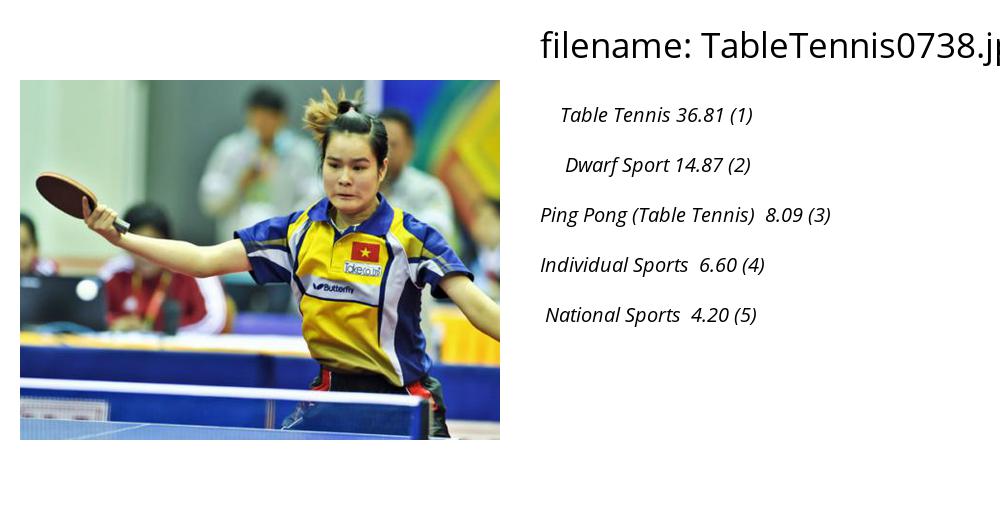 filename: TableTennis0738.jp
Table Tennis 36.81 (1)
Dwarf Sport 14.87 (2)
Ping Pong (Table Tennis) 8.09 (3)
Individual Sports 6.60 (4)
National Sports 4.20 (5)
Butterfly